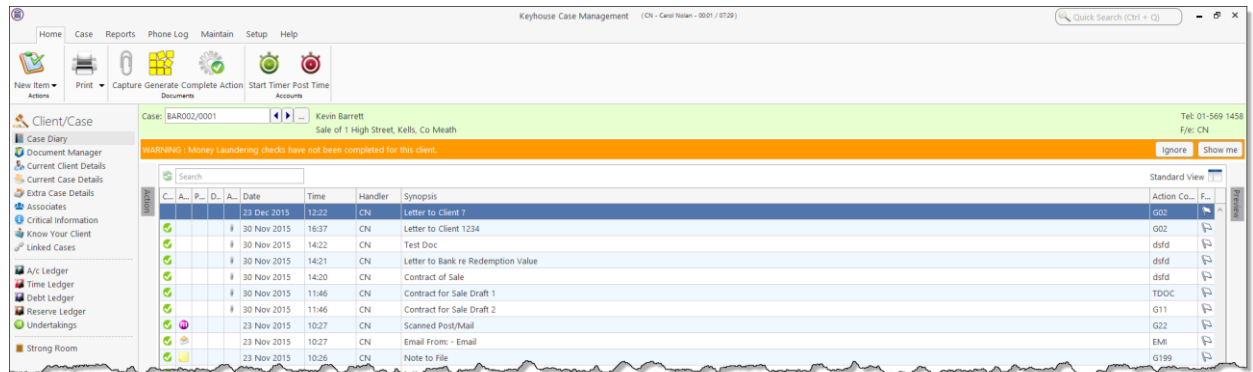 Keyhouse Case Management (CN - Carol Nolan - 00:01 / 07:29)
Quick Search (Ctrl + Q)
Home Case Reports Phone Log Maintain Setup Help
New Item Print Capture Generate Complete Action Start Timer Post Time
Actions Documents Accounts
Client/Case
Case Diary
Document Manager
Current Client Details
Current Case Details
Extra Case Details
Associates
Critical Information
Know Your Client
Linked Cases
A/c Ledger
Time Ledger
Debt Ledger
Reserve Ledger
Undertakings
Strong Room
Case: BAR002/0001 ... Kevin Barrett Tel: 01-569 1458
Sale of 1 High Street, Kells, Co Meath F/e: CN
WARNING : Money Laundering checks have not been completed for this client. Ignore Show me
Search Standard View
Action
Preview
C... A... P... D... A... Date Time Handler Synopsis Action Co... F...
23 Dec 2015 12:22 CN Letter to Client ? G02
30 Nov 2015 16:37 CN Letter to Client 1234 G02
30 Nov 2015 14:22 CN Test Doc dsfd
30 Nov 2015 14:21 CN Letter to Bank re Redemption Value dsfd
30 Nov 2015 14:20 CN Contract of Sale dsfd
30 Nov 2015 11:46 CN Contract for Sale Draft 1 TDOC
30 Nov 2015 11:46 CN Contract for Sale Draft 2 G11
23 Nov 2015 10:27 CN Scanned Post/Mail G22
23 Nov 2015 10:27 CN Email From: - Email EMI
23 Nov 2015 10:26 CN Note to File G199